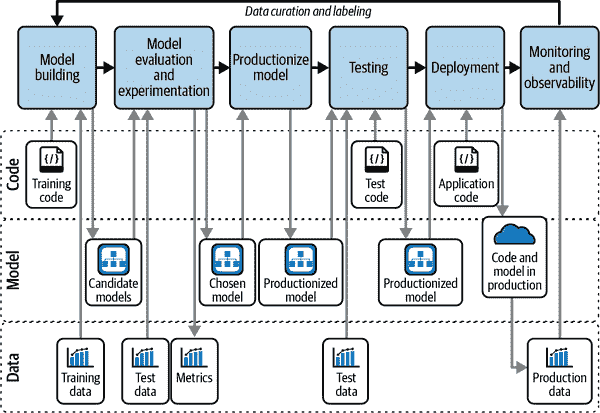 Data curation and labeling
Model
building
Model
evaluation
and
experimentation
Productionize
model
Testing
Deployment
Monitoring
and
observability
Code
Training
code
Test
code
Application
code
Model
Candidate
models
Chosen
model
Productionized
model
Productionized
model
Code and
model in
production
Data
Training
data
Test
data
Metrics
Test
data
Production
data